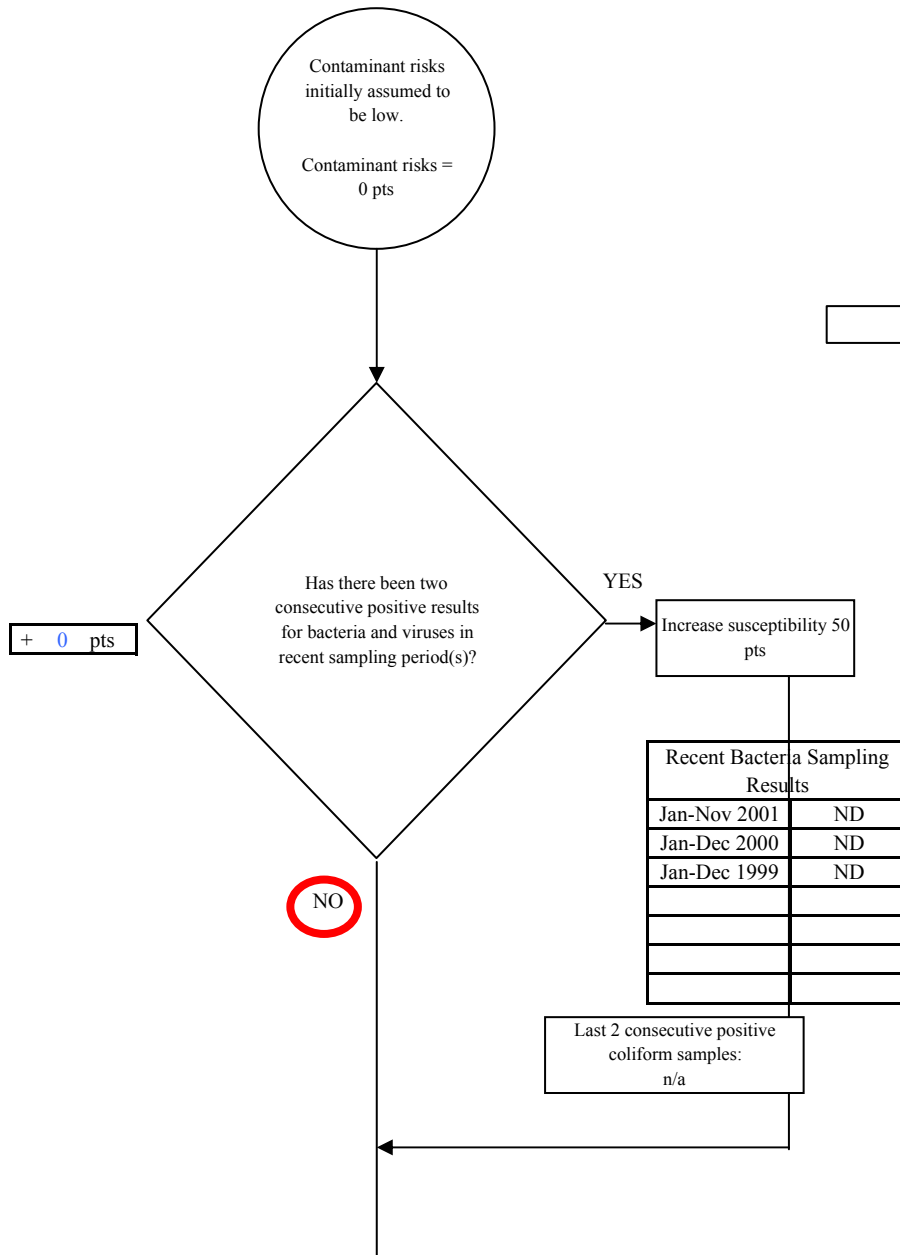 Contaminant risks
initially assumed to
be low.
Contaminant risks =
0 pts
Has there been two
consecutive positive results
for bacteria and viruses in
recent sampling period(s)?
+ 0 pts
YES
Increase susceptibility 50
pts
Recent Bacteria Sampling
Results
Jan-Nov 2001 ND
Jan-Dec 2000 ND
Jan-Dec 1999 ND
NO
Last 2 consecutive positive
coliform samples:
n/a